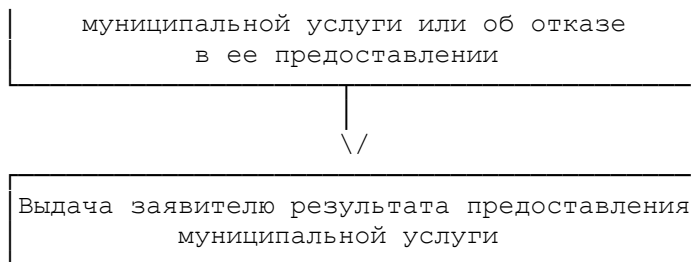 муниципальной услуги или об отказе
в ее предоставлении
\/
Выдача заявителю результата предоставления
муниципальной услуги